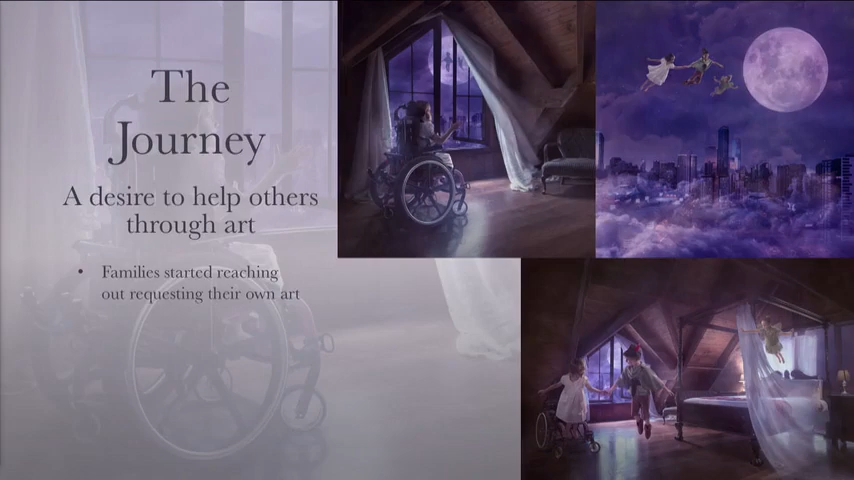 The
Journey
A desire to help others
through art
• Families started reaching
out requesting their own art